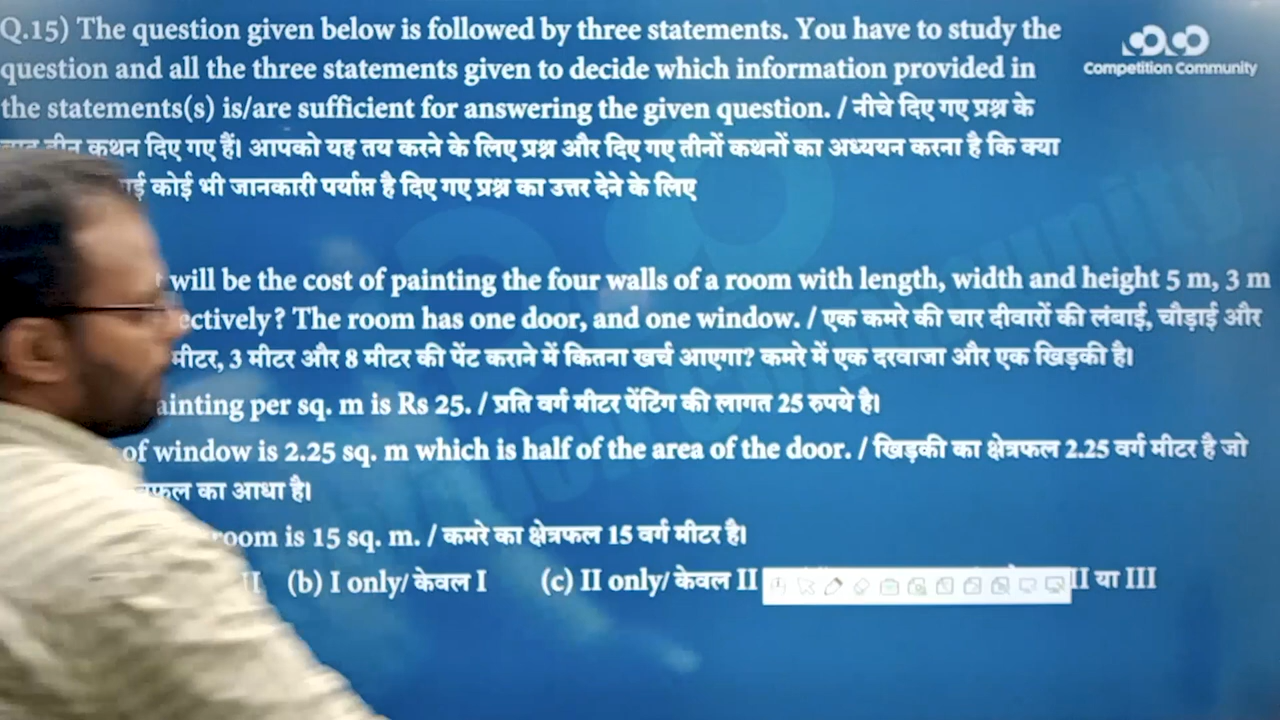 Q.15) The question given below is followed by three statements. You have to study the
Competition Community
question and all the three statements given to decide which information provided in
the statements(s) is/are sufficient for answering the given question. / नीचे दिए गए प्रश्न के
कथन दिए गए हैं। आपको यह तय करने के लिए प्रश्न और दिए गए तीनों कथनों का अध्ययन करना है कि क्या
कोई भी जानकारी पर्याप्त है दिए गए प्रश्न का उत्तर देने के लिए
will be the cost of painting the four walls of a room with length, width and height 5 m, 3 m
The room has one door, and one window. / एक कमरे की चार दीवारों की लंबाई, चौड़ाई और
मीटर, 3 मीटर और 8 मीटर की पेंट कराने में कितना खर्च आएगा? कमरे में एक दरवाजा और एक खिड़की है।
per sq. m is Rs 25. / प्रति वर्ग मीटर पेंटिंग की लागत 25 रुपये है।
of window is 2.25 sq. m which is half of the area of the door. / खिड़की का क्षेत्रफल 2.25 वर्ग मीटर है जो
का आधा है।
room is 15 sq. m. / कमरे का क्षेत्रफल 15 वर्ग मीटर है।
II (b) I only/ केवल I (c) II only/ केवल II II या III